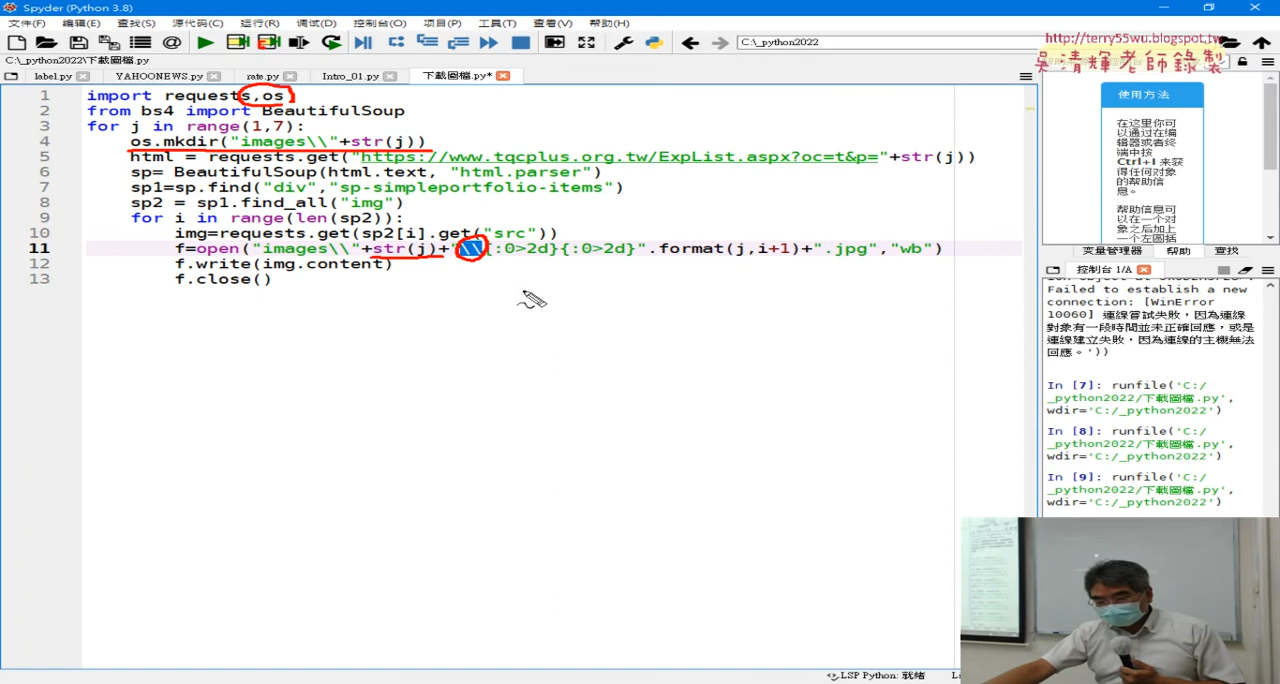 Spyder (Python 3.8)
文件(F) 编辑(E) 查找(S) 源代码(C) 运行(R) 调试(D) 控制台(O) 项目(P) 工具(T) 查看(V) 帮助(H)
C:\_python2022
http://terry55wu.blogspot.tw
吳清輝老師錄製
C:\_python2022\下載圖檔.py
label.py YAHOONEWS.py rate.py Intro_01.py 下載圖檔.py*
1 import requests,os
2 from bs4 import BeautifulSoup
3 for j in range(1,7):
4 os.mkdir("images\\"+str(j))
5 html = requests.get("https://www.tqcplus.org.tw/ExpList.aspx?oc=t&p="+str(j))
6 sp= BeautifulSoup(html.text, "html.parser")
7 sp1=sp.find("div","sp-simpleportfolio-items")
8 sp2 = sp1.find_all("img")
9 for i in range(len(sp2)):
10 img=requests.get(sp2[i].get("src"))
11 f=open("images\\"+str(j)+"\\{:0>2d}{:0>2d}".format(j,i+1)+".jpg","wb")
12 f.write(img.content)
13 f.close()
使用方法
在这里你可
以通过在编
辑器或者终
端中按
Ctrl+I 来获
得任何对象
的帮助信
息。
帮助信息可
以在一个对
象之后加上
一个左圆括
变量管理器 帮助 查找
控制台 1/A
Failed to establish a new
connection: [WinError
10060] 連線嘗試失敗，因為連線
對象有一段時間並未正確回應，或是
連線建立失敗，因為連線的主機無法
回應。'))
In [7]: runfile('C:/
_python2022/下載圖檔.py',
wdir='C:/_python2022')
In [8]: runfile('C:/
_python2022/下載圖檔.py',
wdir='C:/_python2022')
In [9]: runfile('C:/
_python2022/下載圖檔.py',
wdir='C:/_python2022')
LSP Python: 就绪